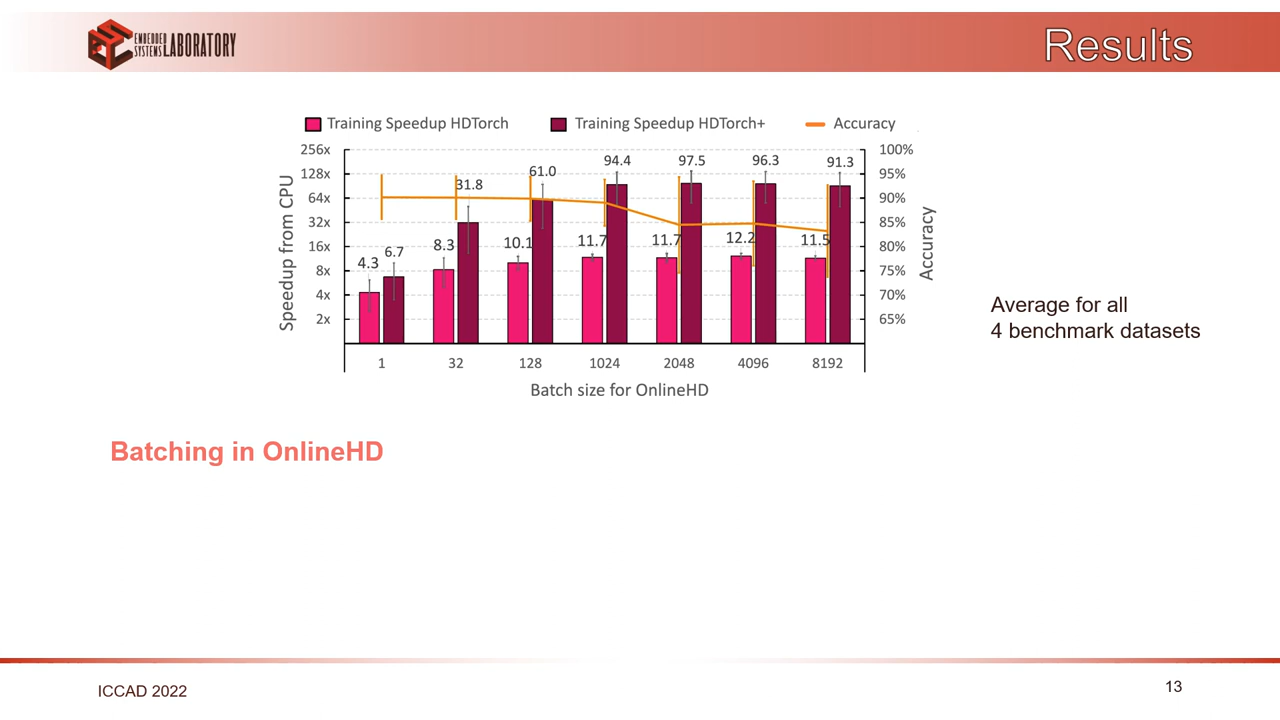 EMBEDDED
SYSTEMS LABORATORY
Results
Training Speedup HDTorch Training Speedup HDTorch+ Accuracy
256x 128x 64x 32x 16x 8x 4x 2x
Speedup from CPU
4.3 6.7 8.3 31.8 10.1 61.0 11.7 94.4 11.7 97.5 12.2 96.3 11.5 91.3
100% 95% 90% 85% 80% 75% 70% 65%
Accuracy
1 32 128 1024 2048 4096 8192
Batch size for OnlineHD
Average for all
4 benchmark datasets
Batching in OnlineHD
ICCAD 2022
13